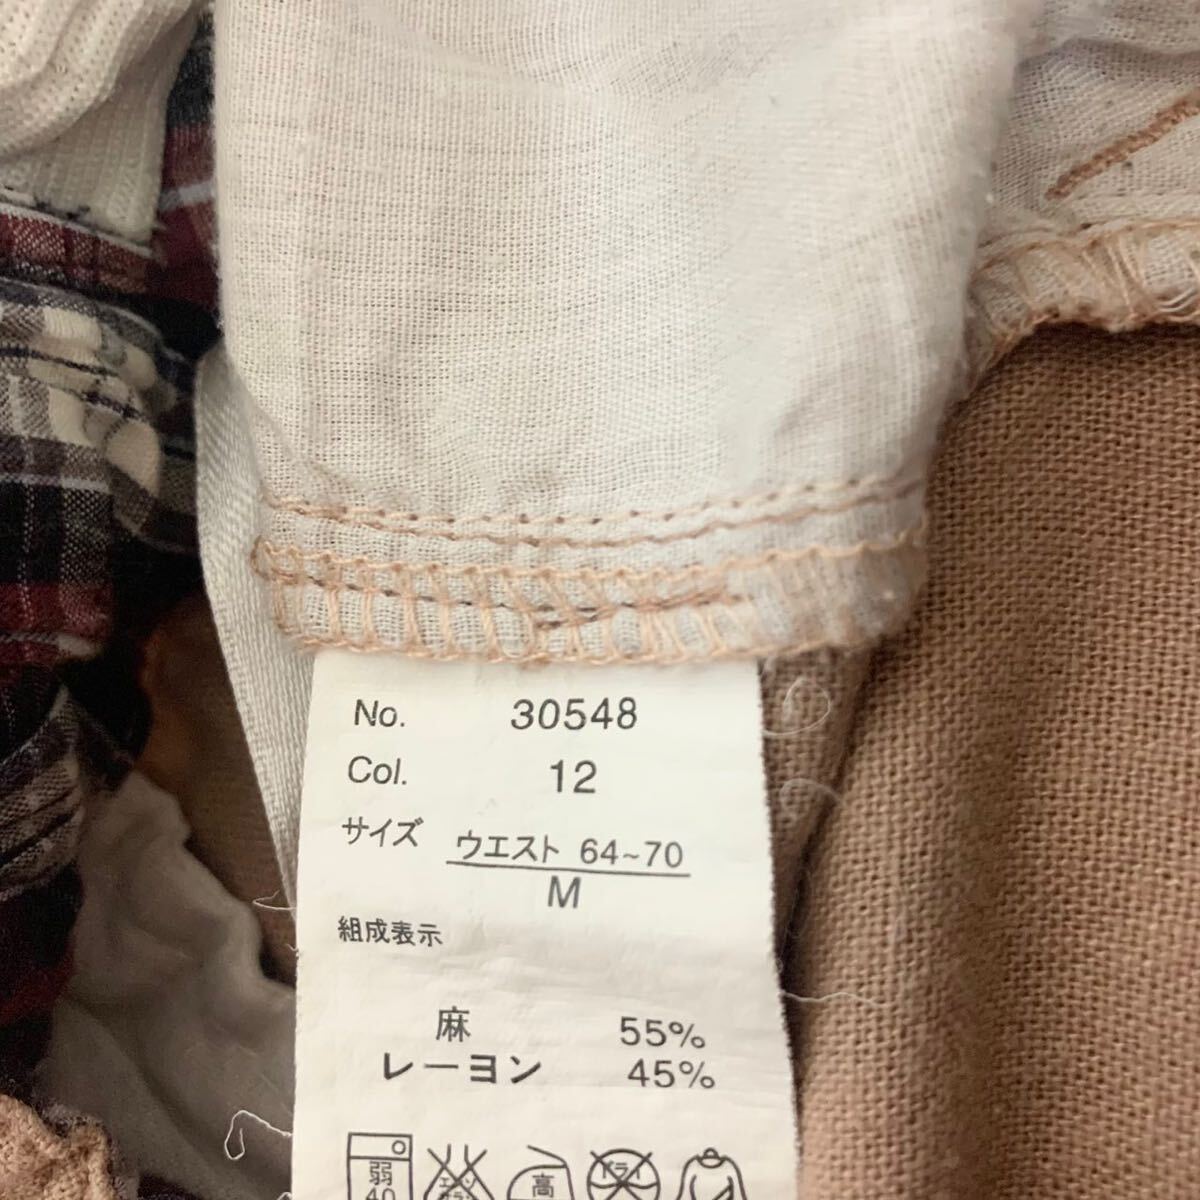 No. 30548
Col. 12
サイズ ウエスト 64~70
M
組成表示
麻 55%
レーヨン 45%
弱 高
40